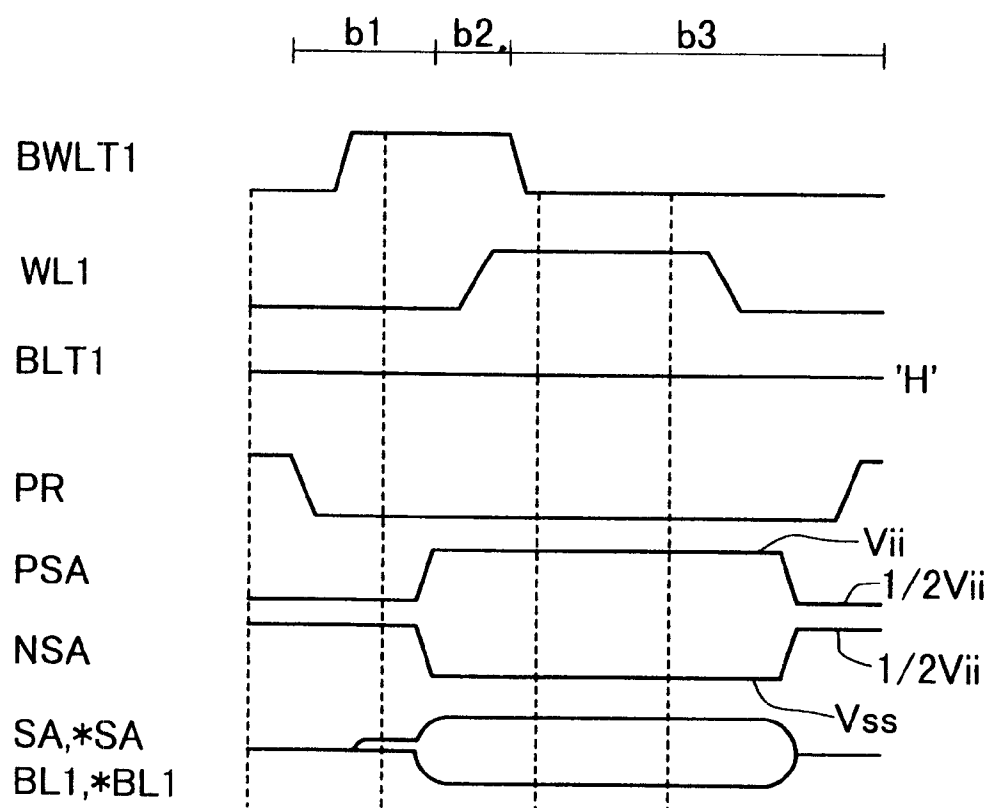 b1 b2 b3
BWLT1
WL1
BLT1
'H'
PR
Vii
PSA
1/2Vii
NSA
1/2Vii
Vss
SA,*SA
BL1,*BL1